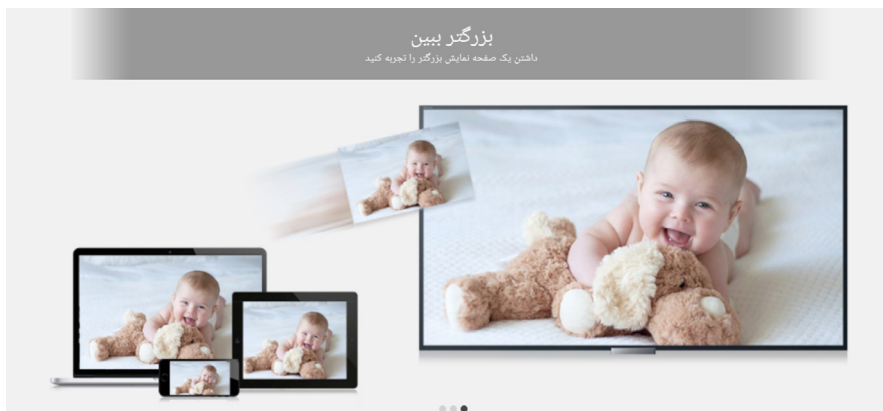 بزرگتر ببین
داشتن یک صفحه نمایش بزرگتر را تجربه کنید